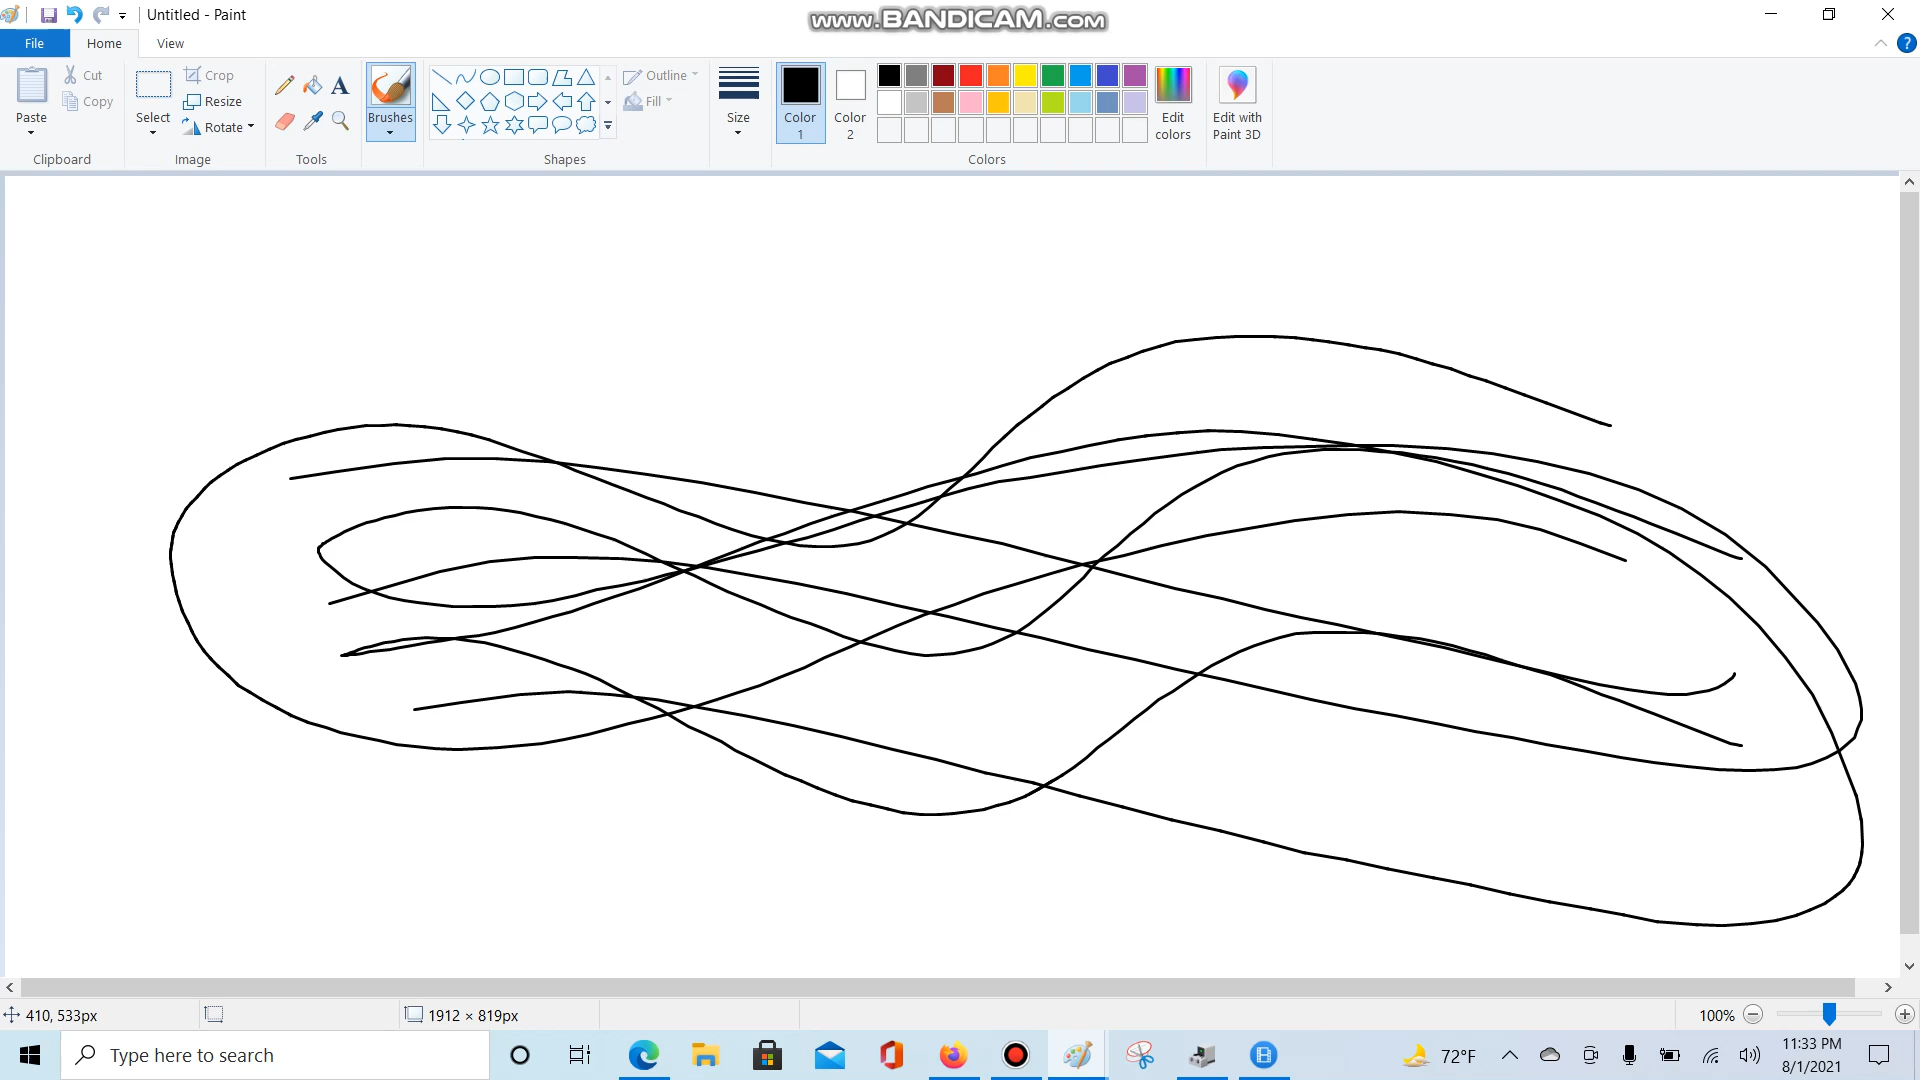 Untitled - Paint
www.BANDICAM.com
File Home View
?
Paste
Cut
Copy
Clipboard
Select
Crop
Resize
Rotate
Image
A
Tools
Brushes
Outline
Fill
Shapes
Size
Color 1
Color 2
Colors
Edit colors
Edit with Paint 3D
410, 533px
1912 × 819px
100%
Type here to search
72°F
11:33 PM
8/1/2021